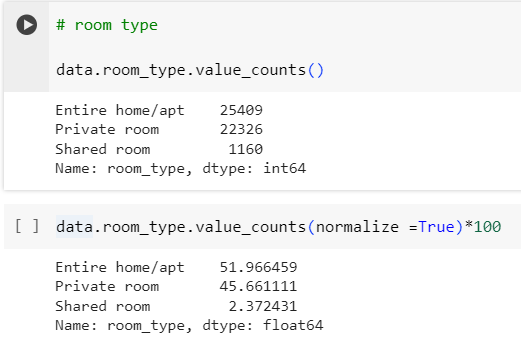 # room type
data.room_type.value_counts()
Entire home/apt    25409
Private room       22326
Shared room         1160
Name: room_type, dtype: int64
[ ] data.room_type.value_counts(normalize =True)*100
Entire home/apt    51.966459
Private room       45.661111
Shared room         2.372431
Name: room_type, dtype: float64